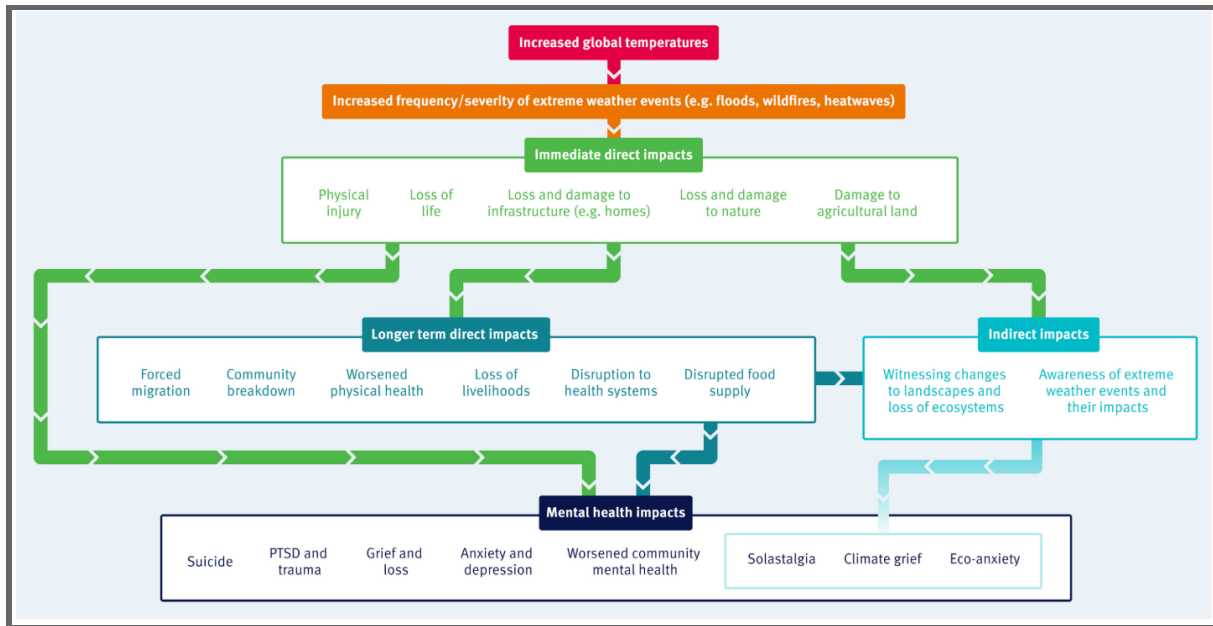 Increased global temperatures
Increased frequency/severity of extreme weather events (e.g. floods, wildfires, heatwaves)
Immediate direct impacts
Physical
injury
Loss of
life
Loss and damage to
infrastructure (e.g. homes)
Loss and damage
to nature
Damage to
agricultural land
Longer term direct impacts
Forced
migration
Community
breakdown
Worsened
physical health
Loss of
livelihoods
Disruption to
health systems
Disrupted food
supply
Indirect impacts
Witnessing changes
to landscapes and
loss of ecosystems
Awareness of extreme
weather events and
their impacts
Mental health impacts
Suicide
PTSD and
trauma
Grief and
loss
Anxiety and
depression
Worsened community
mental health
Solastalgia
Climate grief
Eco-anxiety